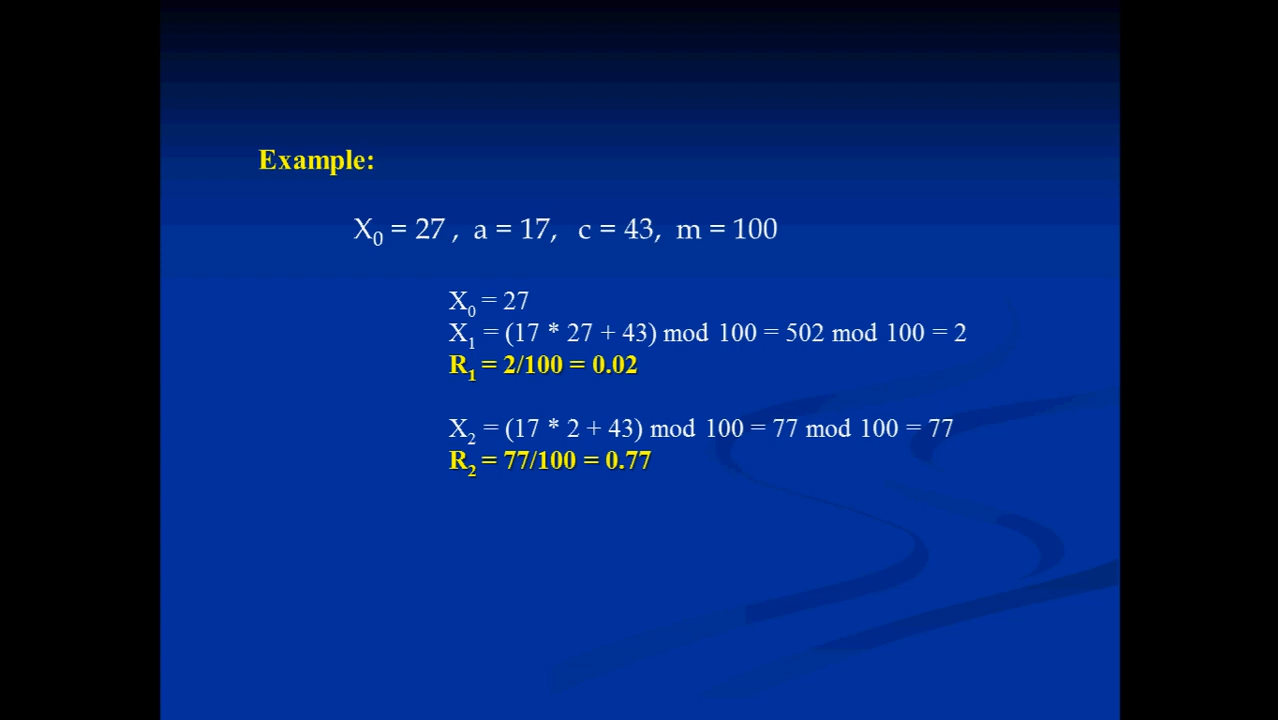 Example:
X₀ = 27 , a = 17, c = 43, m = 100
X₀ = 27
X₁ = (17 * 27 + 43) mod 100 = 502 mod 100 = 2
R₁ = 2/100 = 0.02
X₂ = (17 * 2 + 43) mod 100 = 77 mod 100 = 77
R₂ = 77/100 = 0.77